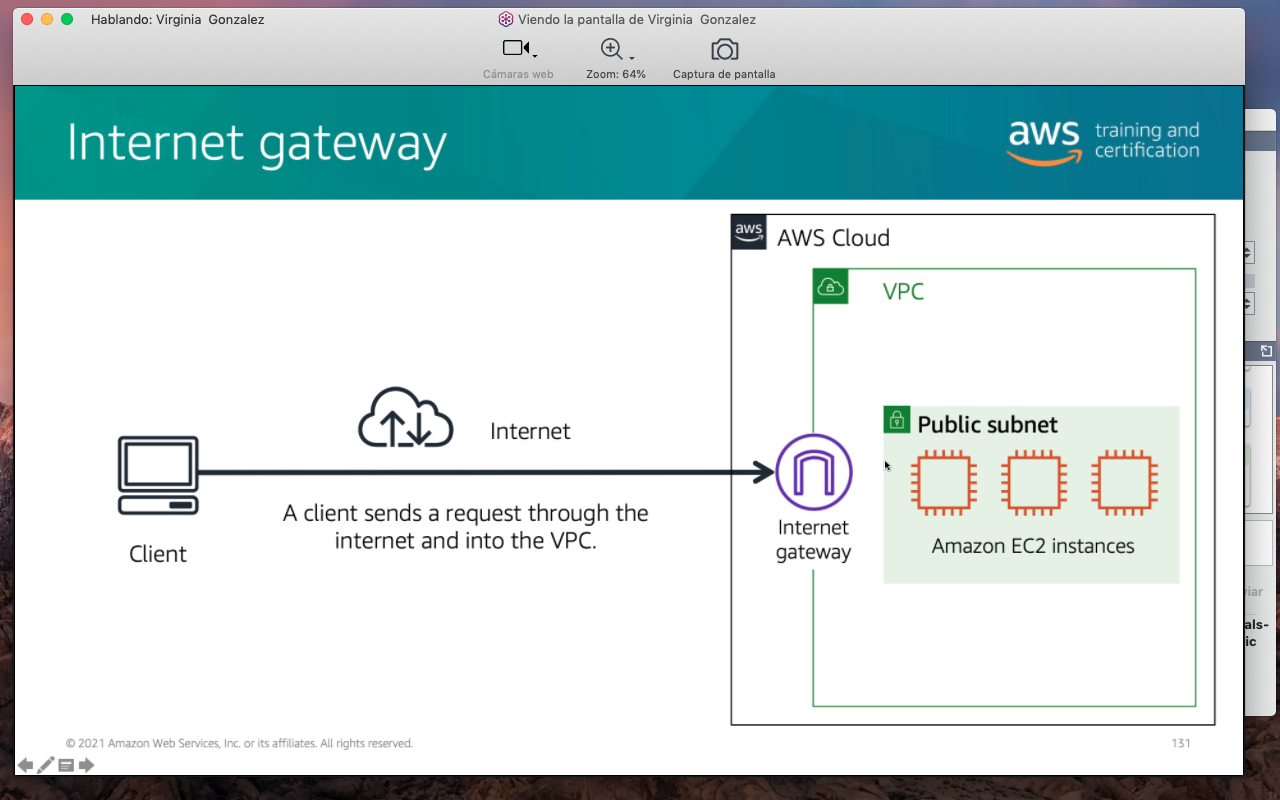 Hablando: Virginia Gonzalez
Viendo la pantalla de Virginia Gonzalez
Cámaras web
Zoom: 64%
Captura de pantalla
Internet gateway
aws training and
certification
aws
AWS Cloud
VPC
Internet
Public subnet
A client sends a request through the
internet and into the VPC.
Client
Internet
gateway
Amazon EC2 instances
© 2021 Amazon Web Services, Inc. or its affiliates. All rights reserved.
131